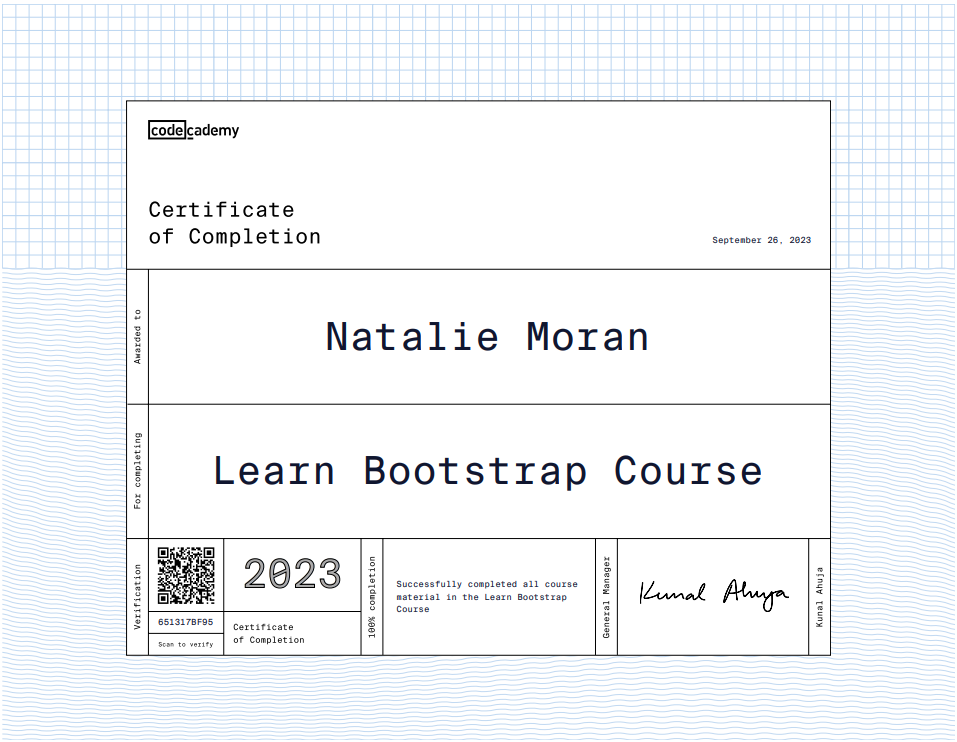 codecademy
Certificate
of Completion
September 26, 2023
Awarded to
Natalie Moran
For completing
Learn Bootstrap Course
Verification
651317BF95
Scan to verify
2023
Certificate
of Completion
100% completion
Successfully completed all course
material in the Learn Bootstrap
Course
General Manager
Kunal Ahuja
Kunal Ahuja